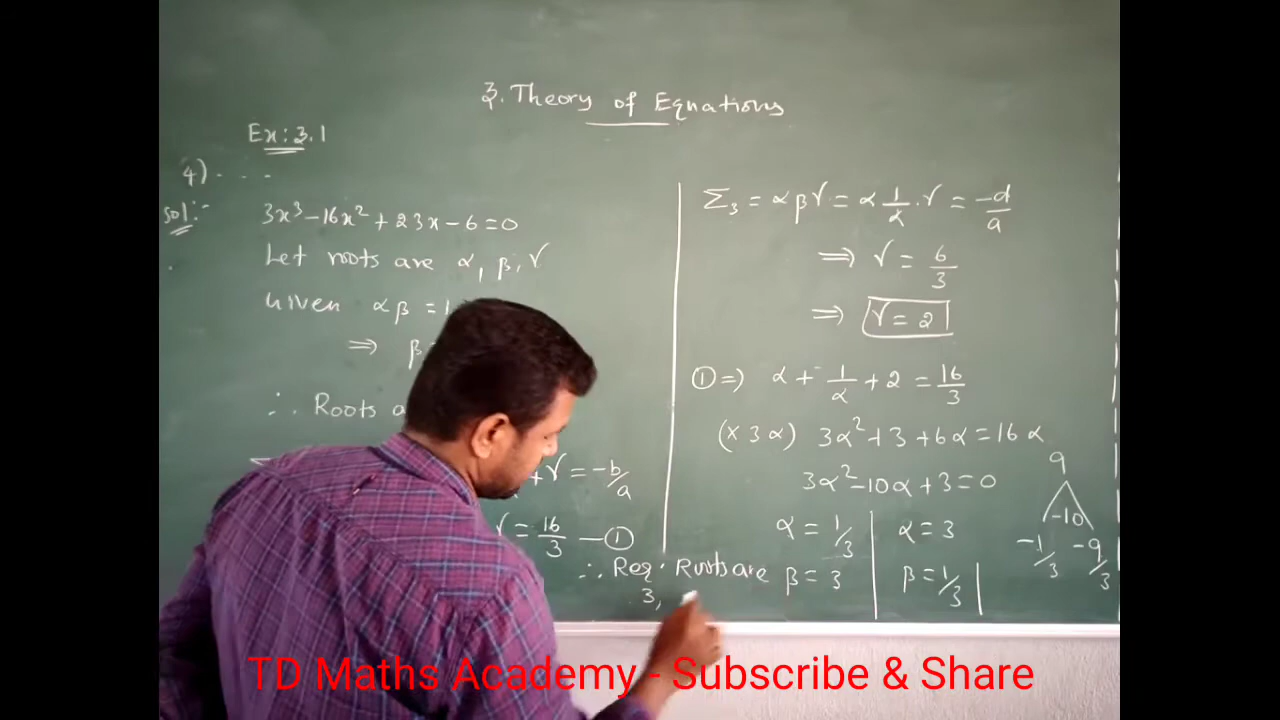 3. Theory of Equations
Ex: 3.1
4) . . .
Sol:-
3x³ - 16x² + 23x - 6 = 0
Let roots are α, β, γ
Given αβ = 1
⇒ β
∴ Roots a
+ γ = -b/a
γ = 16/3 — ①
Σ₃ = αβγ = α 1/α . γ = -d/a
⇒ γ = 6/3
⇒ γ = 2
① ⇒ α + 1/α + 2 = 16/3
(× 3α) 3α² + 3 + 6α = 16α
3α² - 10α + 3 = 0
α = 1/3
β = 3
α = 3
β = 1/3
9
-10
-1/3 -9/3
∴ Req. Roots are
3,
TD Maths Academy - Subscribe & Share